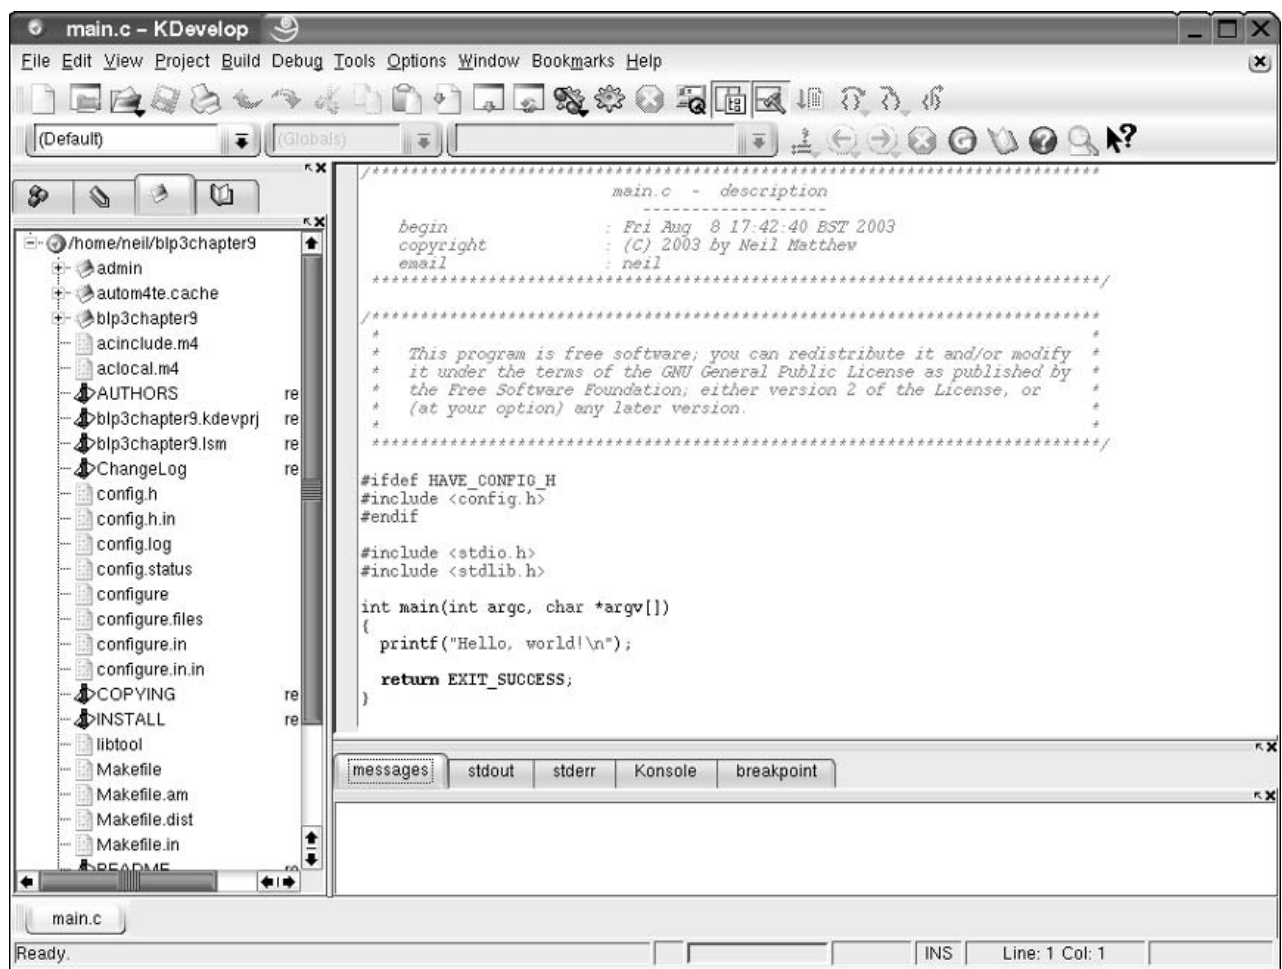 main.c – KDevelop
File Edit View Project Build Debug Tools Options Window Bookmarks Help
(Default)
(Globals)
/home/neil/blp3chapter9
admin
autom4te.cache
blp3chapter9
acinclude.m4
aclocal.m4
AUTHORS re
blp3chapter9.kdevprj re
blp3chapter9.lsm re
ChangeLog re
config.h
config.h.in
config.log
config.status
configure
configure.files
configure.in
configure.in.in
COPYING re
INSTALL re
libtool
Makefile
Makefile.am
Makefile.dist
Makefile.in
README re
/***************************************************************************
main.c - description
-------------------
begin : Fri Aug 8 17:42:40 BST 2003
copyright : (C) 2003 by Neil Matthew
email : neil
***************************************************************************/
/***************************************************************************
* *
* This program is free software; you can redistribute it and/or modify *
* it under the terms of the GNU General Public License as published by *
* the Free Software Foundation; either version 2 of the License, or *
* (at your option) any later version. *
* *
***************************************************************************/
#ifdef HAVE_CONFIG_H
#include <config.h>
#endif
#include <stdio.h>
#include <stdlib.h>
int main(int argc, char *argv[])
{
printf("Hello, world!\n");
return EXIT_SUCCESS;
}
messages stdout stderr Konsole breakpoint
main.c
Ready. INS Line: 1 Col: 1